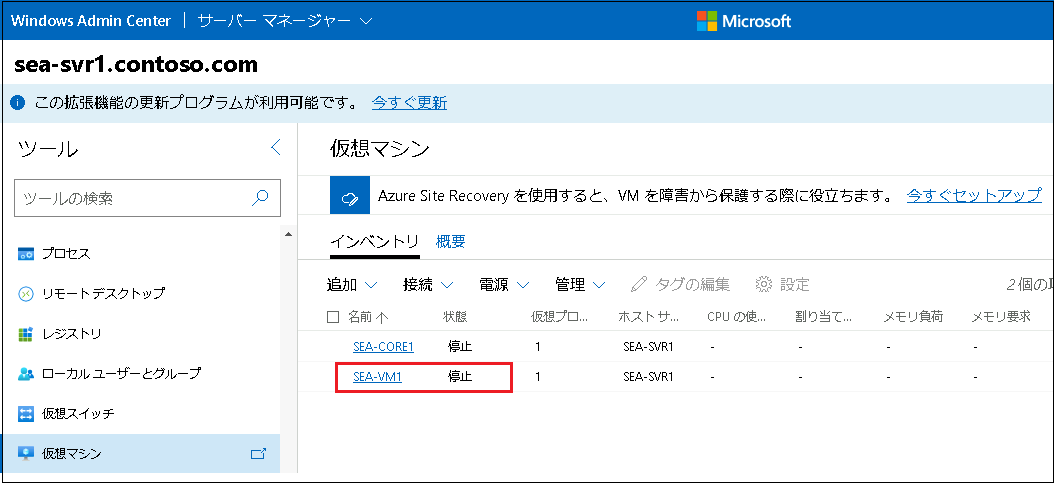 Windows Admin Center | サーバー マネージャー Microsoft
sea-svr1.contoso.com
この拡張機能の更新プログラムが利用可能です。 今すぐ更新
ツール
ツールの検索
プロセス
リモート デスクトップ
レジストリ
ローカル ユーザーとグループ
仮想スイッチ
仮想マシン
仮想マシン
Azure Site Recovery を使用すると、VM を障害から保護する際に役立ちます。 今すぐセットアップ
インベントリ 概要
追加 接続 電源 管理 タグの編集 設定 2個の
名前 状態 仮想プロ... ホスト サ... CPU の使... 割り当て... メモリ負荷 メモリ要求
SEA-CORE1 停止 1 SEA-SVR1 - - - -
SEA-VM1 停止 1 SEA-SVR1 - - - -